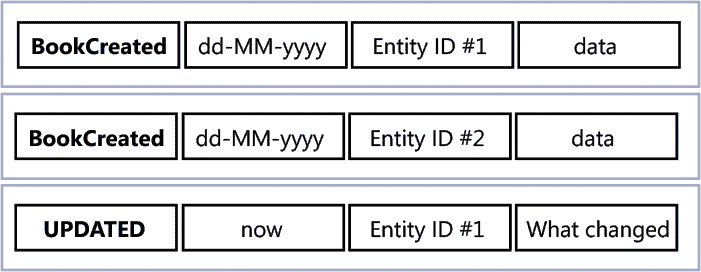 BookCreated dd-MM-yyyy Entity ID #1 data
BookCreated dd-MM-yyyy Entity ID #2 data
UPDATED now Entity ID #1 What changed